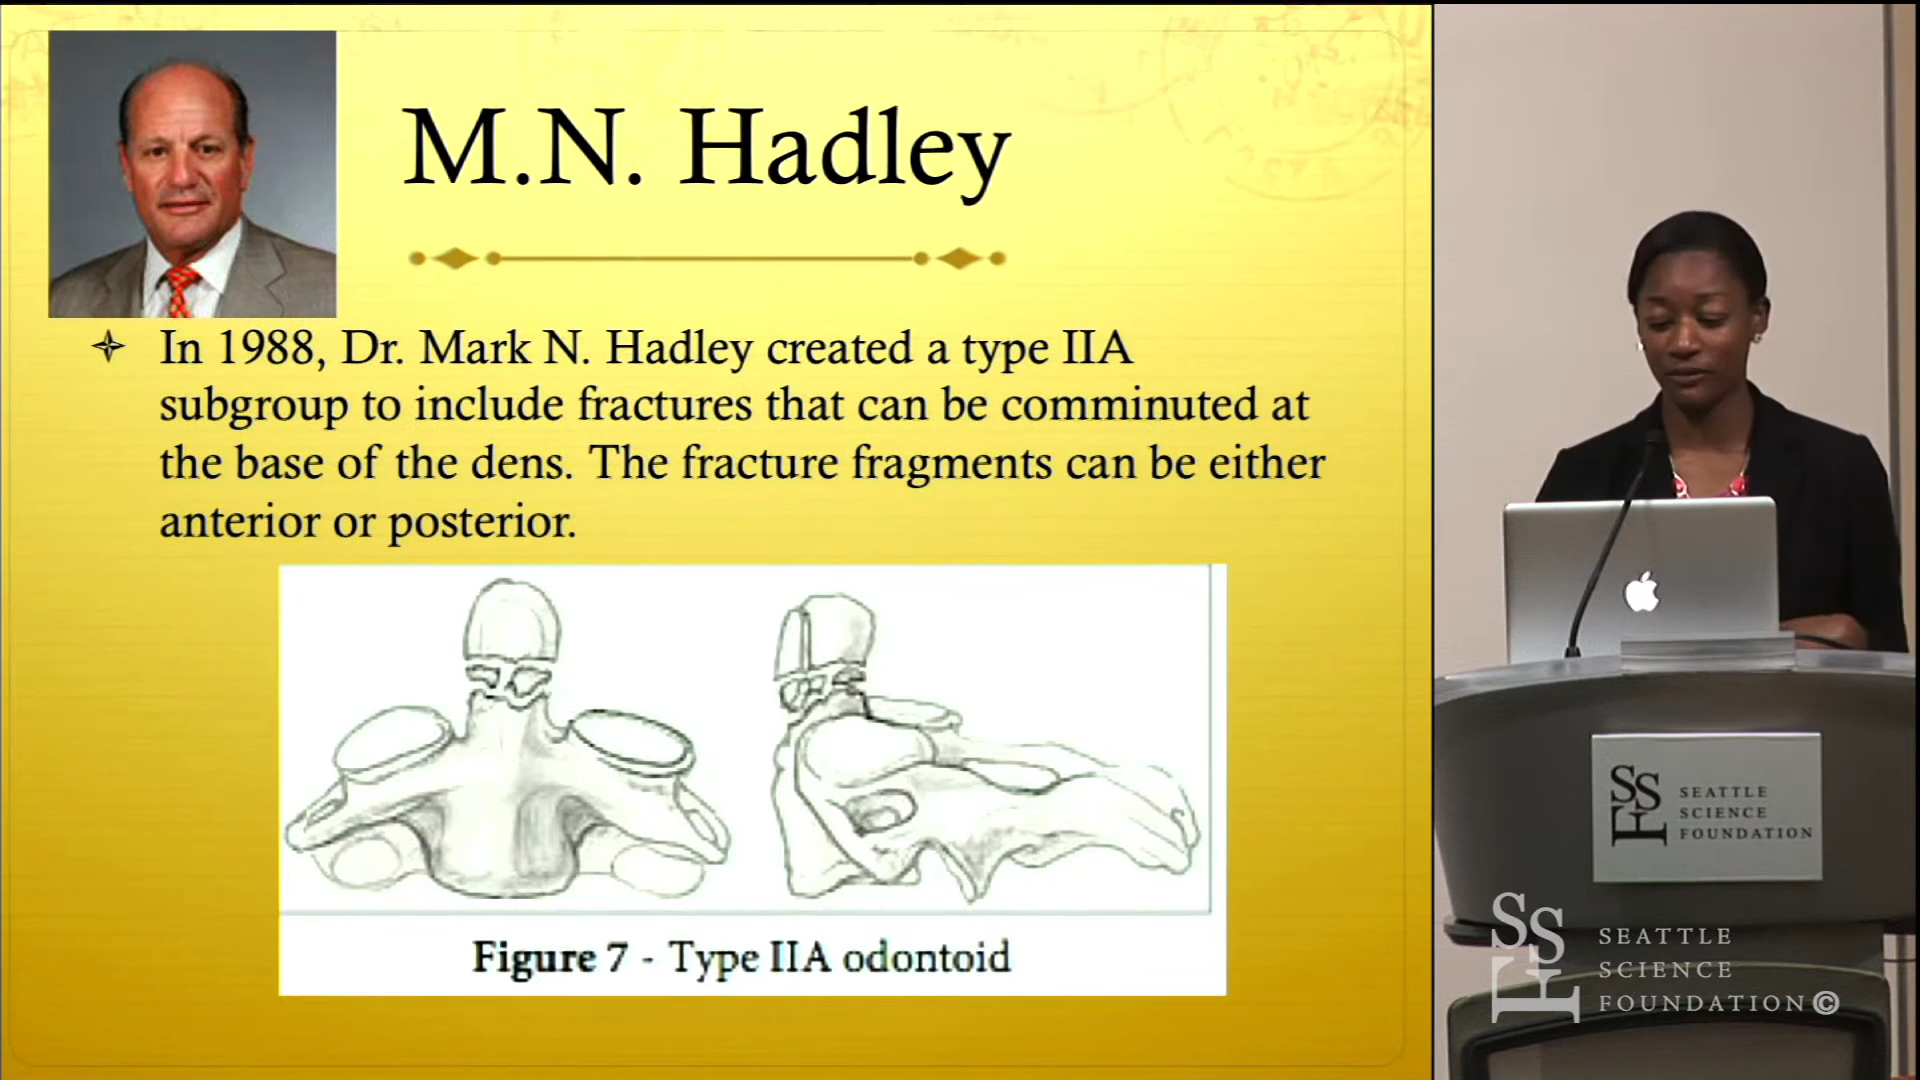 M.N. Hadley
In 1988, Dr. Mark N. Hadley created a type IIA
subgroup to include fractures that can be comminuted at
the base of the dens. The fracture fragments can be either
anterior or posterior.
Figure 7 - Type IIA odontoid
SSF
SEATTLE
SCIENCE
FOUNDATION
SSF
SEATTLE
SCIENCE
FOUNDATION©